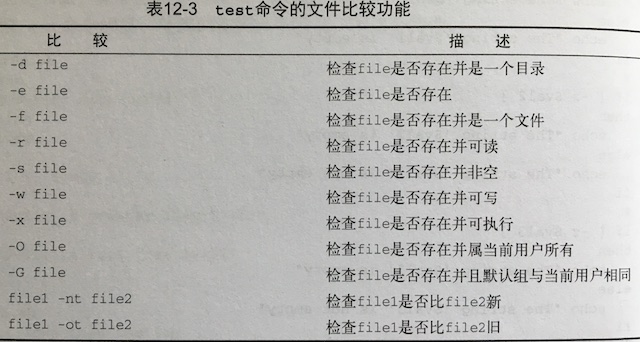 表12-3 test命令的文件比较功能
比 较 描 述
-d file 检查file是否存在并是一个目录
-e file 检查file是否存在
-f file 检查file是否存在并是一个文件
-r file 检查file是否存在并可读
-s file 检查file是否存在并非空
-w file 检查file是否存在并可写
-x file 检查file是否存在并可执行
-O file 检查file是否存在并属当前用户所有
-G file 检查file是否存在并且默认组与当前用户相同
file1 -nt file2 检查file1是否比file2新
file1 -ot file2 检查file1是否比file2旧